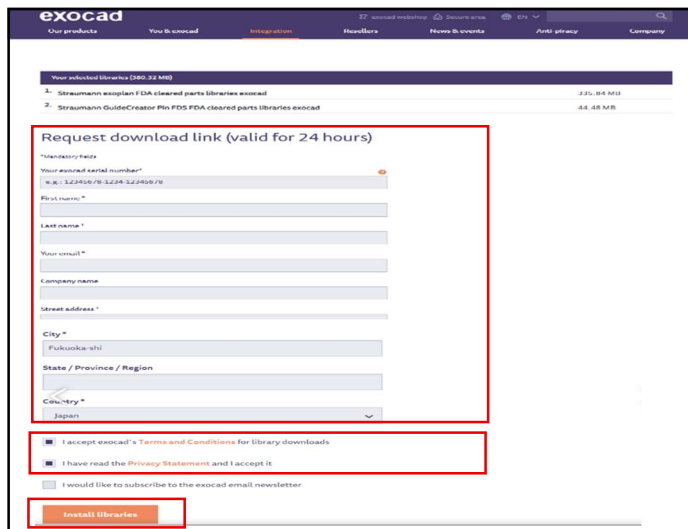 exocad
exocad webshop Secure area EN
Our products You & exocad Integration Resellers News & events Anti-piracy Company
Your selected libraries (380.32 MB)
1. Straumann exoplan FDA cleared parts libraries exocad 335.84 MB
2. Straumann GuideCreator Pin FDS FDA cleared parts libraries exocad 44.48 MB
Request download link (valid for 24 hours)
*Mandatory fields
Your exocad serial number*
e.g.: 12345678-1234-12345678
First name *
Last name *
Your email *
Company name
Street address *
City *
Fukuoka-shi
State / Province / Region
Country *
Japan
I accept exocad's Terms and Conditions for library downloads
I have read the Privacy Statement and I accept it
I would like to subscribe to the exocad email newsletter
Install libraries